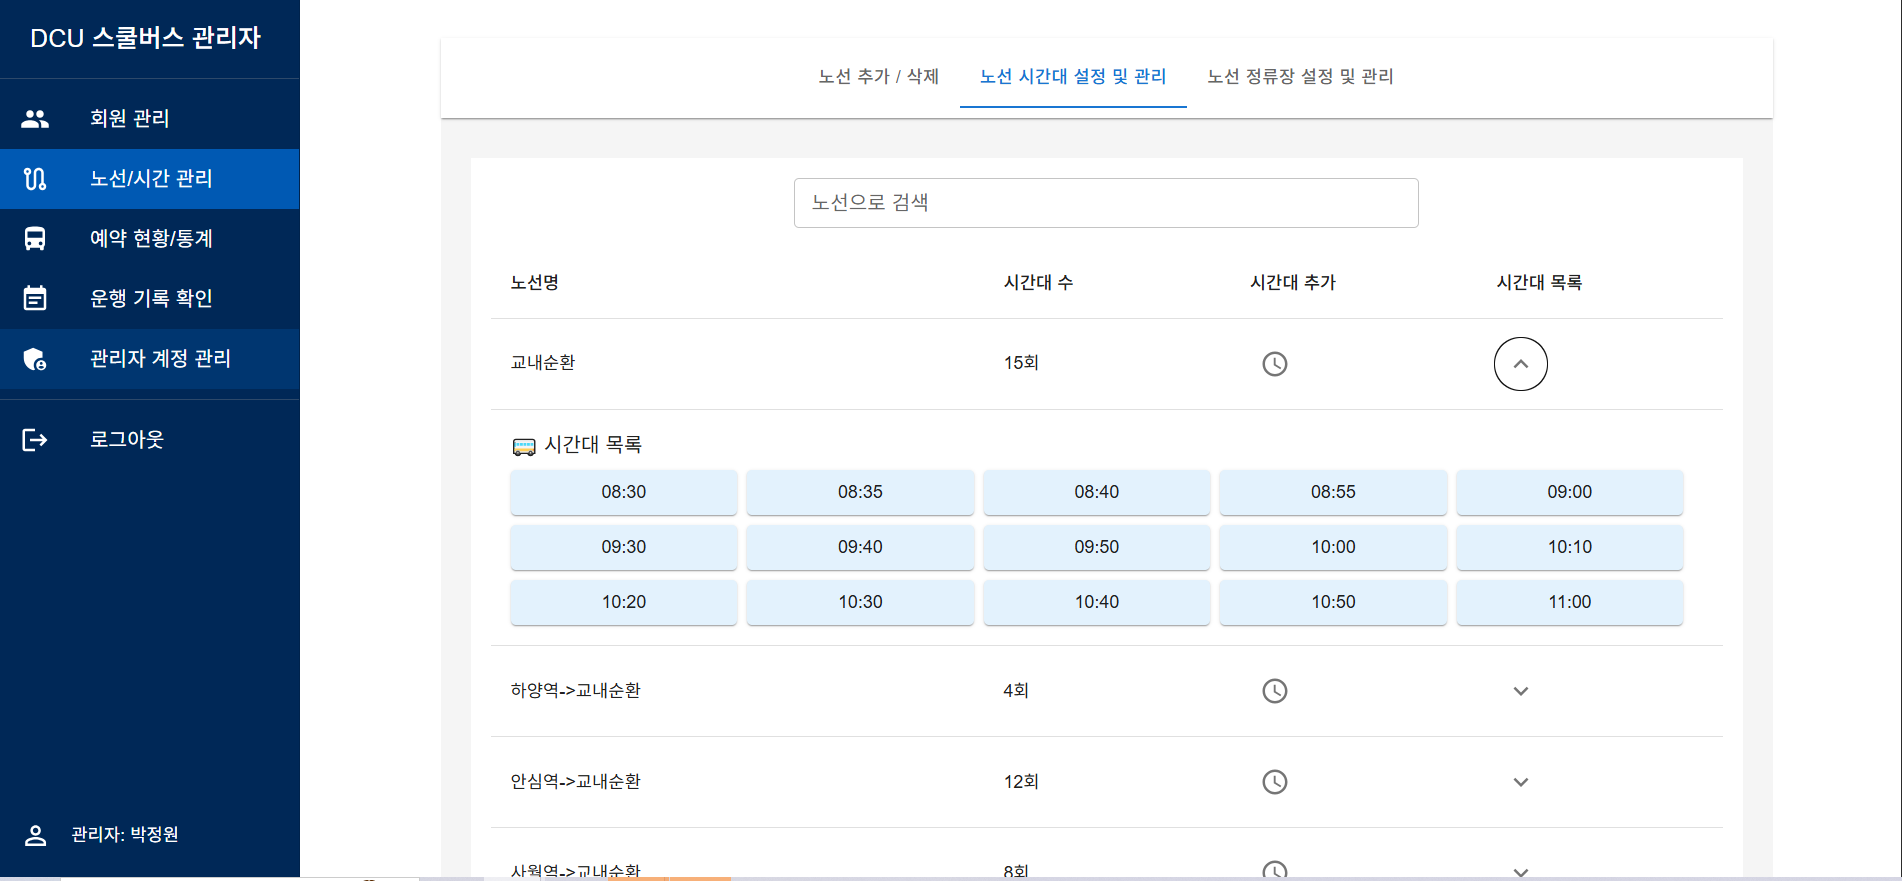 DCU 스쿨버스 관리자
회원 관리
노선/시간 관리
예약 현황/통계
운행 기록 확인
관리자 계정 관리
로그아웃
관리자: 박정원
노선 추가 / 삭제 노선 시간대 설정 및 관리 노선 정류장 설정 및 관리
노선으로 검색
노선명 시간대 수 시간대 추가 시간대 목록
교내순환 15회
시간대 목록
08:30 08:35 08:40 08:55 09:00
09:30 09:40 09:50 10:00 10:10
10:20 10:30 10:40 10:50 11:00
하양역->교내순환 4회
안심역->교내순환 12회
사월역->교내순환 8회